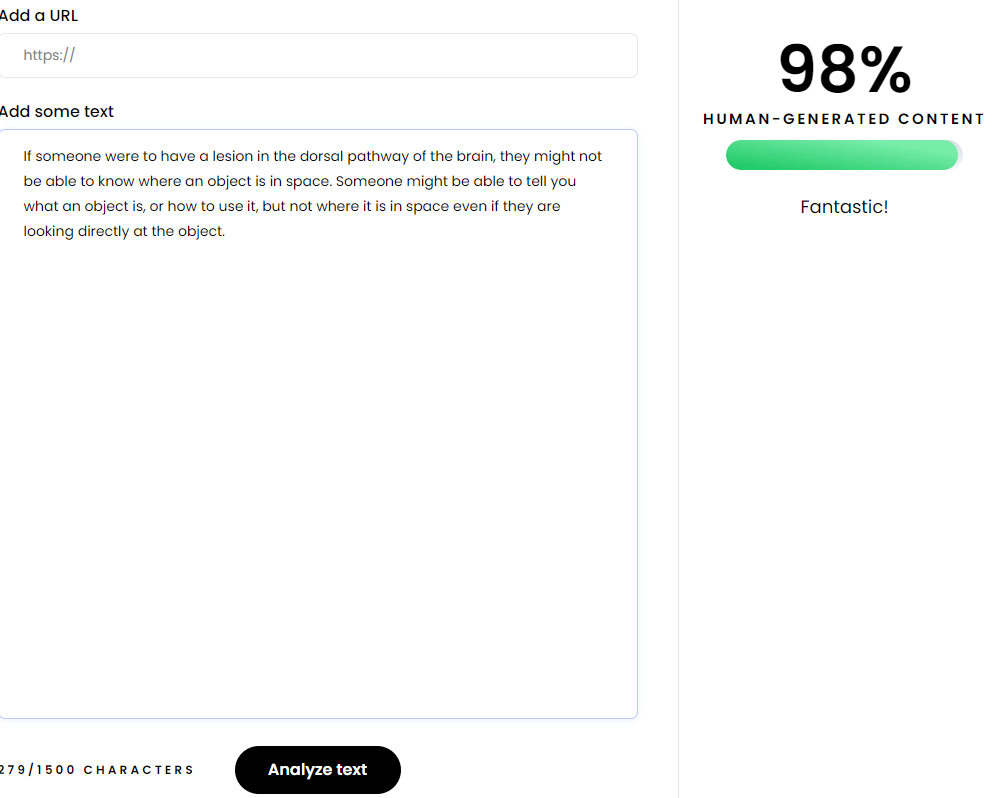 Add a URL
https://
Add some text
If someone were to have a lesion in the dorsal pathway of the brain, they might not
be able to know where an object is in space. Someone might be able to tell you
what an object is, or how to use it, but not where it is in space even if they are
looking directly at the object.
279/1500 CHARACTERS
Analyze text
98%
HUMAN-GENERATED CONTENT
Fantastic!